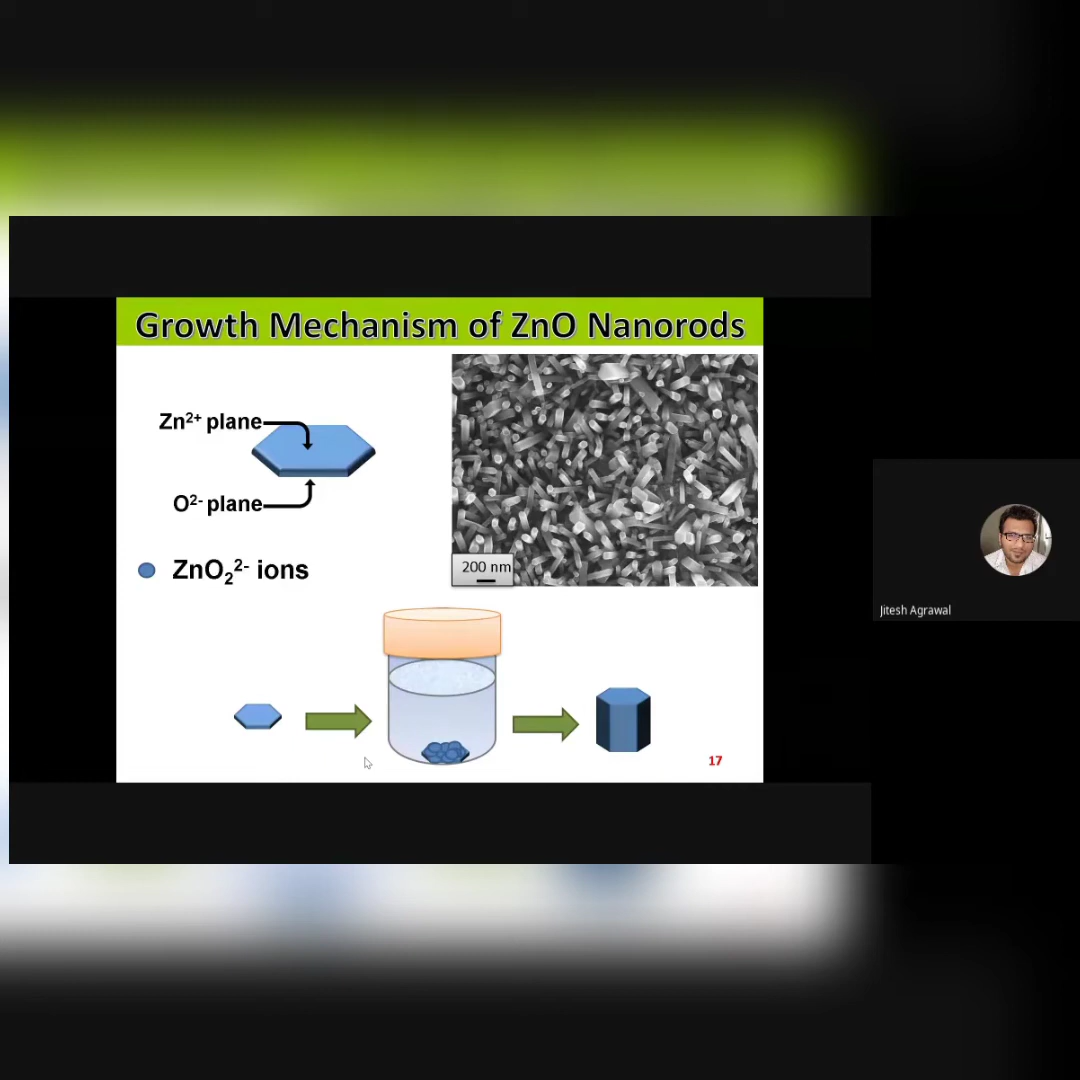 Growth Mechanism of ZnO Nanorods
Zn²⁺ plane
O²⁻ plane
ZnO₂²⁻ ions
200 nm
17
Jitesh Agrawal